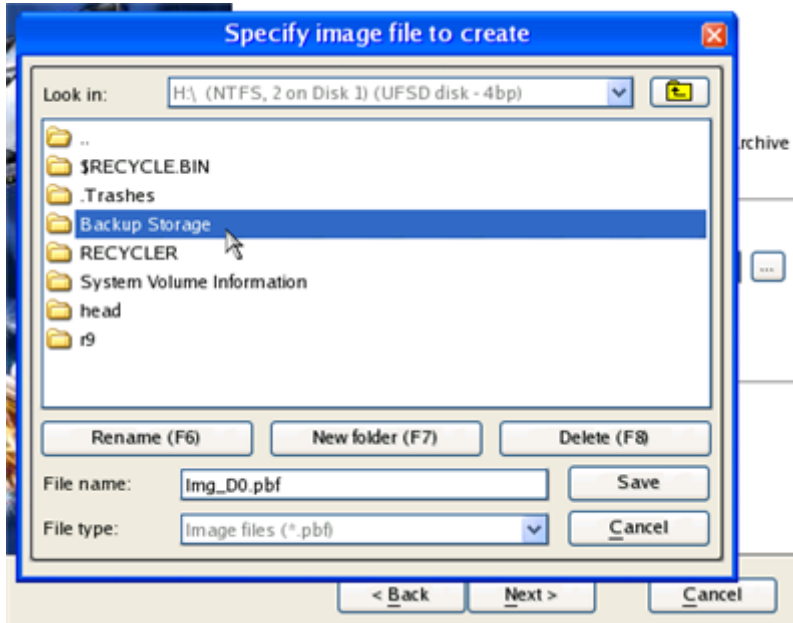 Specify image file to create
Look in:
H:\ (NTFS, 2 on Disk 1) (UFSD disk - 4bp)
..
$RECYCLE.BIN
.Trashes
Backup Storage
RECYCLER
System Volume Information
head
r9
Rename (F6)
New folder (F7)
Delete (F8)
File name:
Img_D0.pbf
Save
File type:
Image files (*.pbf)
Cancel
rchive
...
< Back
Next >
Cancel